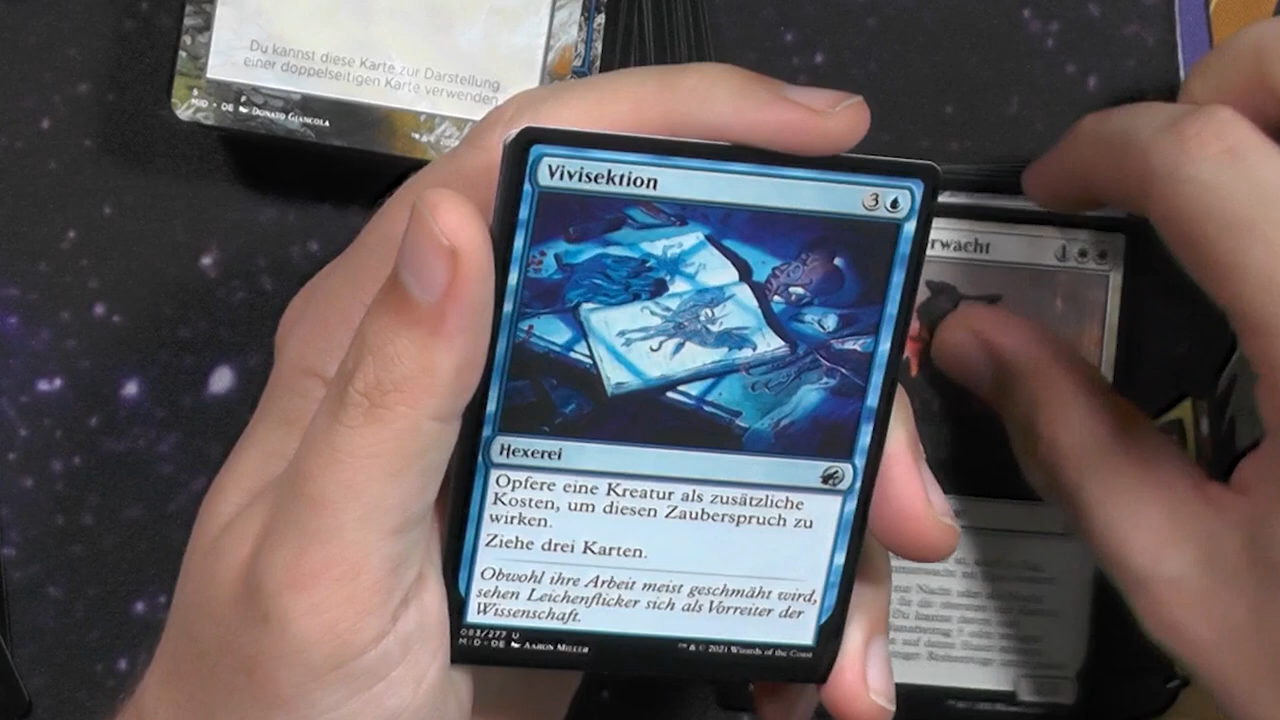 Du kannst diese Karte zur Darstellung
einer doppelseitigen Karte verwenden
MID • DE DONATO GIANCOLA
Vivisektion
3
rwacht
1
Hexerei
Opfere eine Kreatur als zusätzliche
Kosten, um diesen Zauberspruch zu
wirken.
Ziehe drei Karten.
Obwohl ihre Arbeit meist geschmäht wird,
sehen Leichenflicker sich als Vorreiter der
Wissenschaft.
083/277 U
MID • DE AARON MILLER
™ & © 2021 Wizards of the Coast